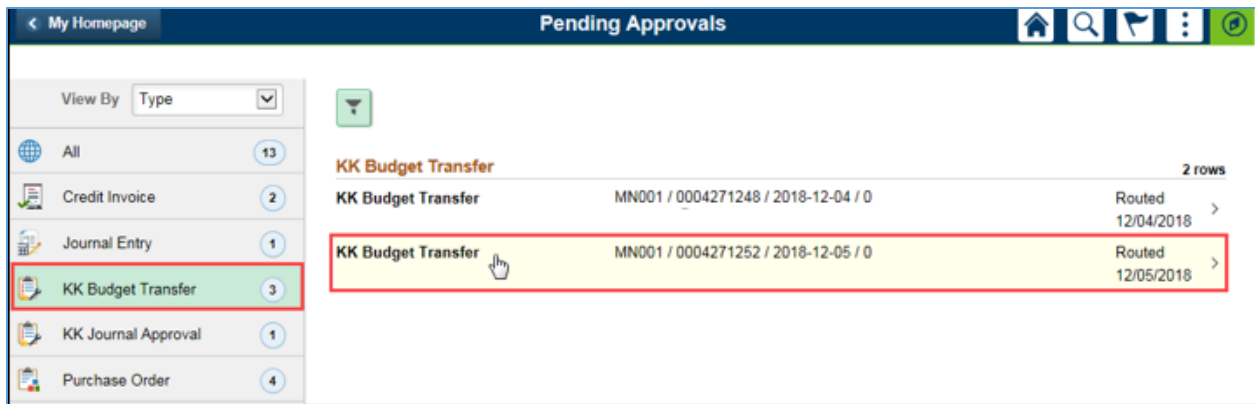 My Homepage
Pending Approvals
View By Type
All 13
Credit Invoice 2
Journal Entry 1
KK Budget Transfer 3
KK Journal Approval 1
Purchase Order 4
KK Budget Transfer
2 rows
KK Budget Transfer MN001 / 0004271248 / 2018-12-04 / 0 Routed
12/04/2018
KK Budget Transfer MN001 / 0004271252 / 2018-12-05 / 0 Routed
12/05/2018